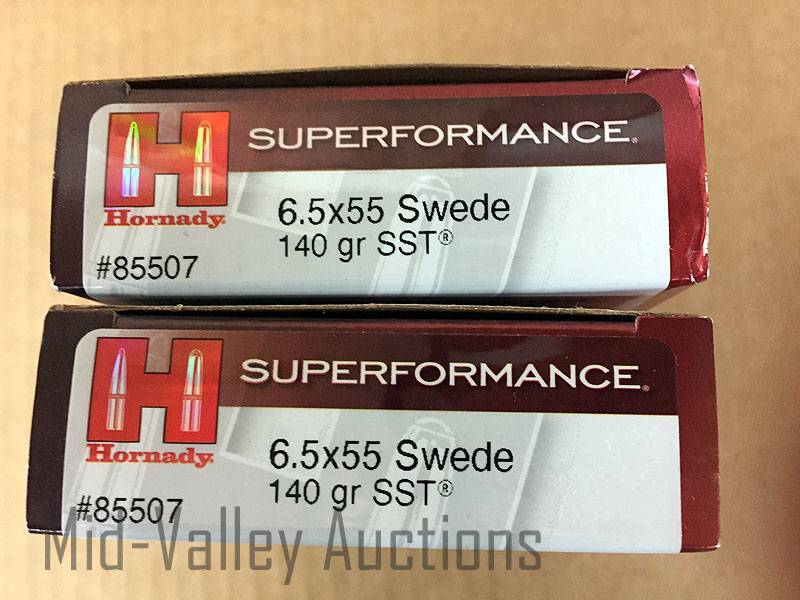 SUPERFORMANCE.
Hornady.
6.5x55 Swede
140 gr SST®
#85507
SUPERFORMANCE.
Hornady.
6.5x55 Swede
140 gr SST®
#85507
Mid-Valley Auctions